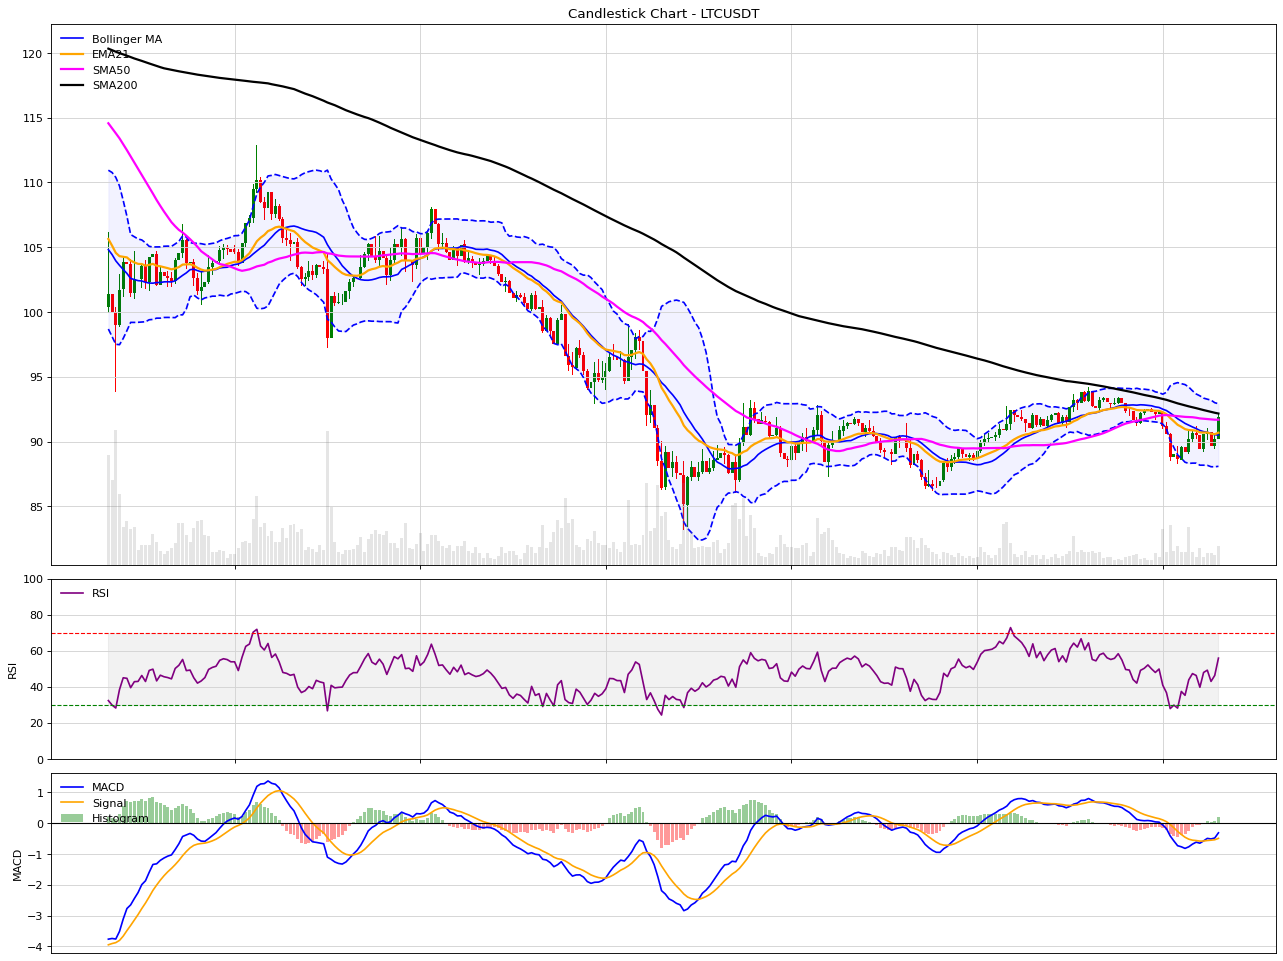 Candlestick Chart - LTCUSDT
Bollinger MA
EMA21
SMA50
SMA200
120
115
110
105
100
95
90
85
RSI
100
80
60
40
20
0
RSI
MACD
Signal
Histogram
1
0
−1
−2
−3
−4
MACD